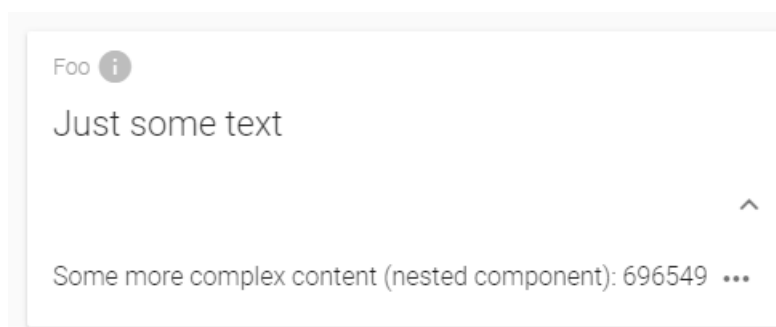 Foo
Just some text
Some more complex content (nested component): 696549